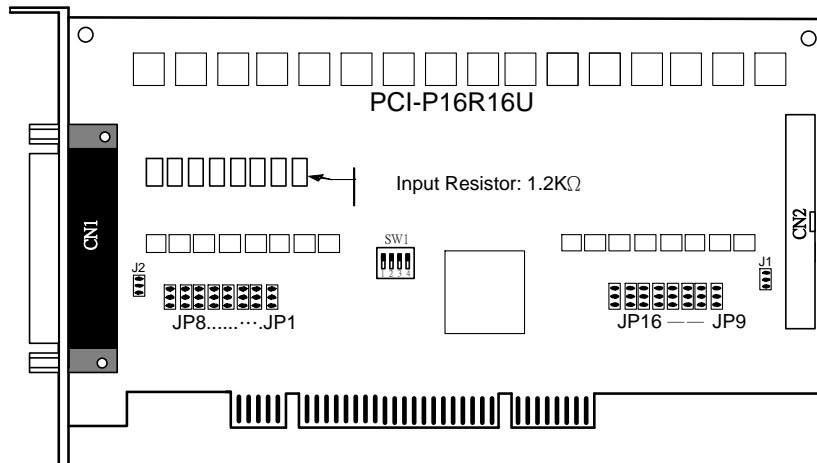 PCI-P16R16U
Input Resistor: 1.2KΩ
CN1
CN2
SW1
1 2 3 4
J2
J1
JP8......···.JP1
JP16 —— JP9